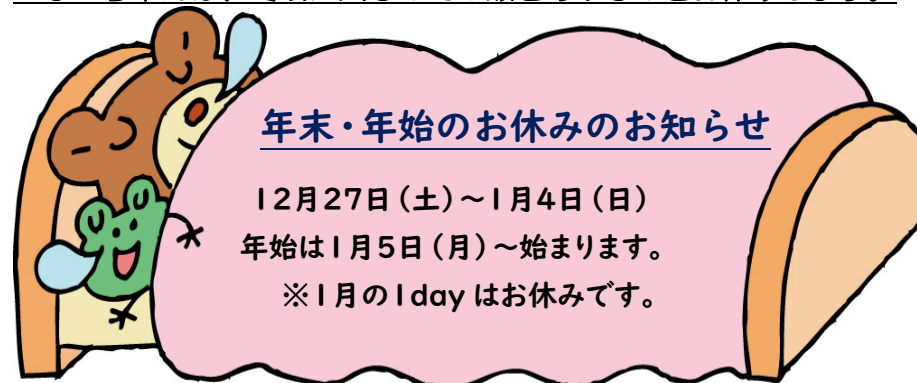 年末・年始のお休みのお知らせ
12月27日(土)~1月4日(日)
年始は1月5日(月)~始まります。
※1月の1day はお休みです。